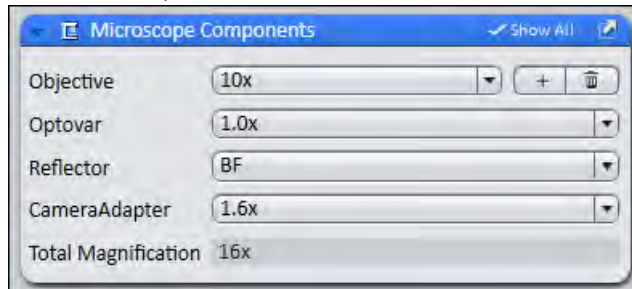 Microscope Components Show All
Objective 10x +
Optovar 1.0x
Reflector BF
CameraAdapter 1.6x
Total Magnification 16x